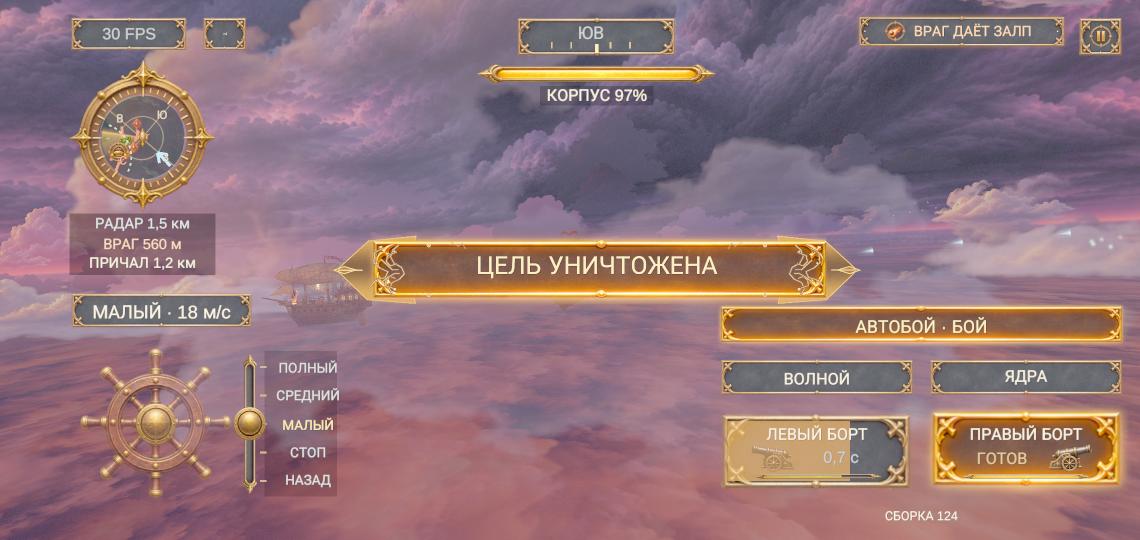 30 FPS
ЮВ
ВРАГ ДАЁТ ЗАЛП
КОРПУС 97%
В
Ю
РАДАР 1,5 км
ВРАГ 560 м
ПРИЧАЛ 1,2 км
ЦЕЛЬ УНИЧТОЖЕНА
МАЛЫЙ · 18 м/с
АВТОБОЙ · БОЙ
ПОЛНЫЙ
СРЕДНИЙ
МАЛЫЙ
СТОП
НАЗАД
ВОЛНОЙ
ЯДРА
ЛЕВЫЙ БОРТ
0,7 с
ПРАВЫЙ БОРТ
ГОТОВ
СБОРКА 124